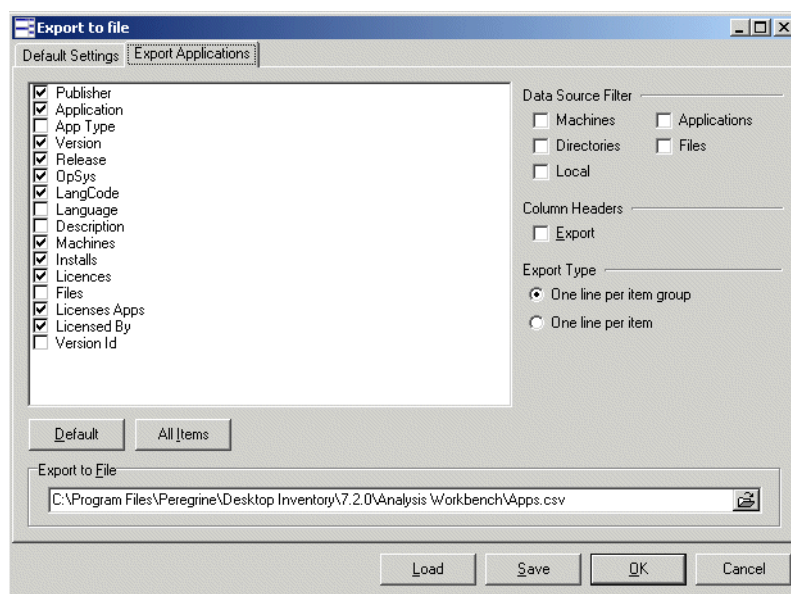 Export to file
Default Settings
Export Applications
Publisher
Application
App Type
Version
Release
OpSys
LangCode
Language
Description
Machines
Installs
Licences
Files
Licenses Apps
Licensed By
Version Id
Data Source Filter
Machines
Applications
Directories
Files
Local
Column Headers
Export
Export Type
One line per item group
One line per item
Default
All Items
Export to File
C:\Program Files\Peregrine\Desktop Inventory\7.2.0\Analysis Workbench\Apps.csv
Load
Save
OK
Cancel